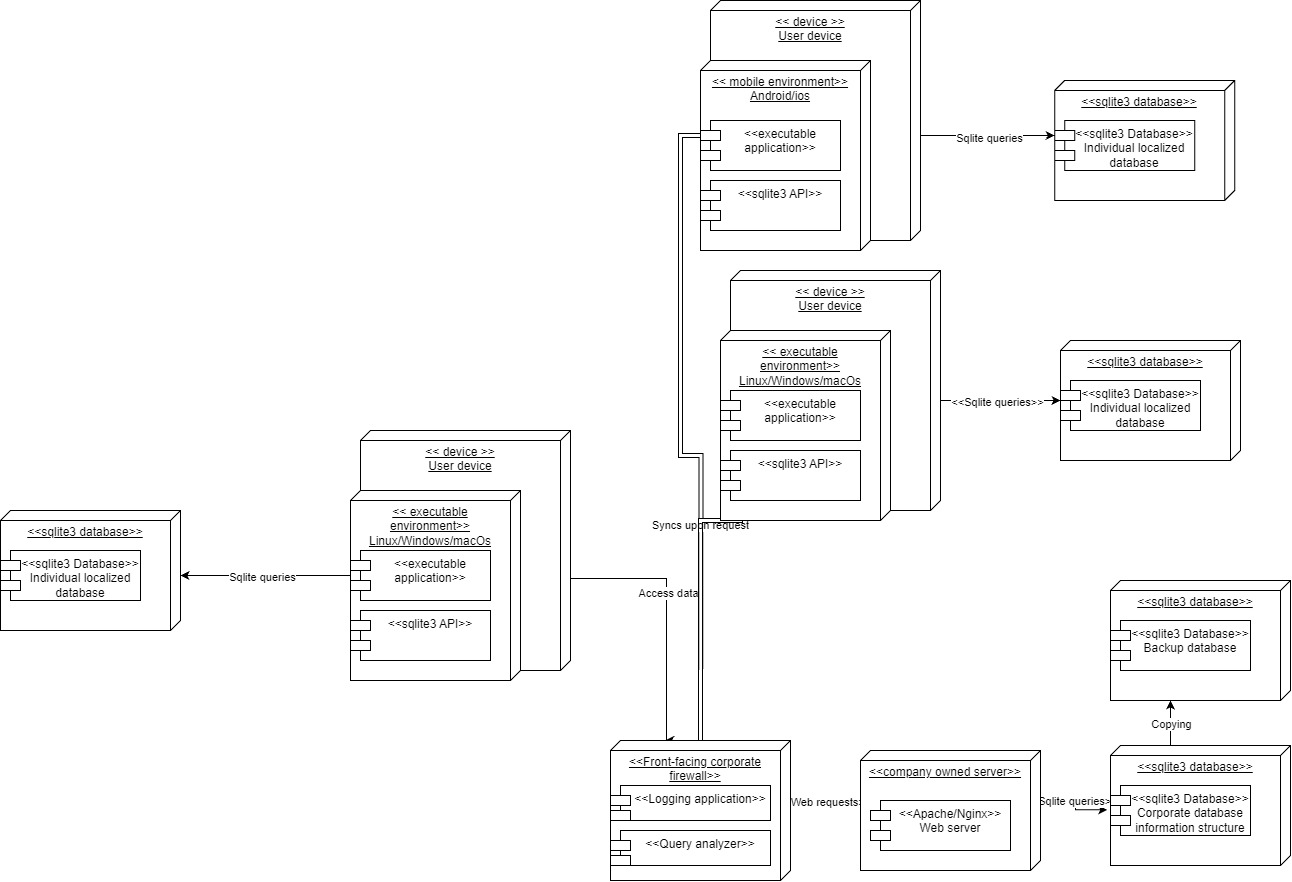 << device >>
User device
<< mobile environment>>
Android/ios
<<executable
application>>
<<sqlite3 API>>
Sqlite queries
<<sqlite3 database>>
<<sqlite3 Database>>
Individual localized
database
<< device >>
User device
<< executable
environment>>
Linux/Windows/macOs
<<executable
application>>
<<sqlite3 API>>
<<Sqlite queries>>
<<sqlite3 database>>
<<sqlite3 Database>>
Individual localized
database
Syncs upon request
<< device >>
User device
<< executable
environment>>
Linux/Windows/macOs
<<executable
application>>
<<sqlite3 API>>
Sqlite queries
<<sqlite3 database>>
<<sqlite3 Database>>
Individual localized
database
Access data
<<Front-facing corporate
firewall>>
<<Logging application>>
<<Query analyzer>>
Web requests
<<company owned server>>
<<Apache/Nginx>>
Web server
Sqlite queries
<<sqlite3 database>>
<<sqlite3 Database>>
Corporate database
information structure
Copying
<<sqlite3 database>>
<<sqlite3 Database>>
Backup database